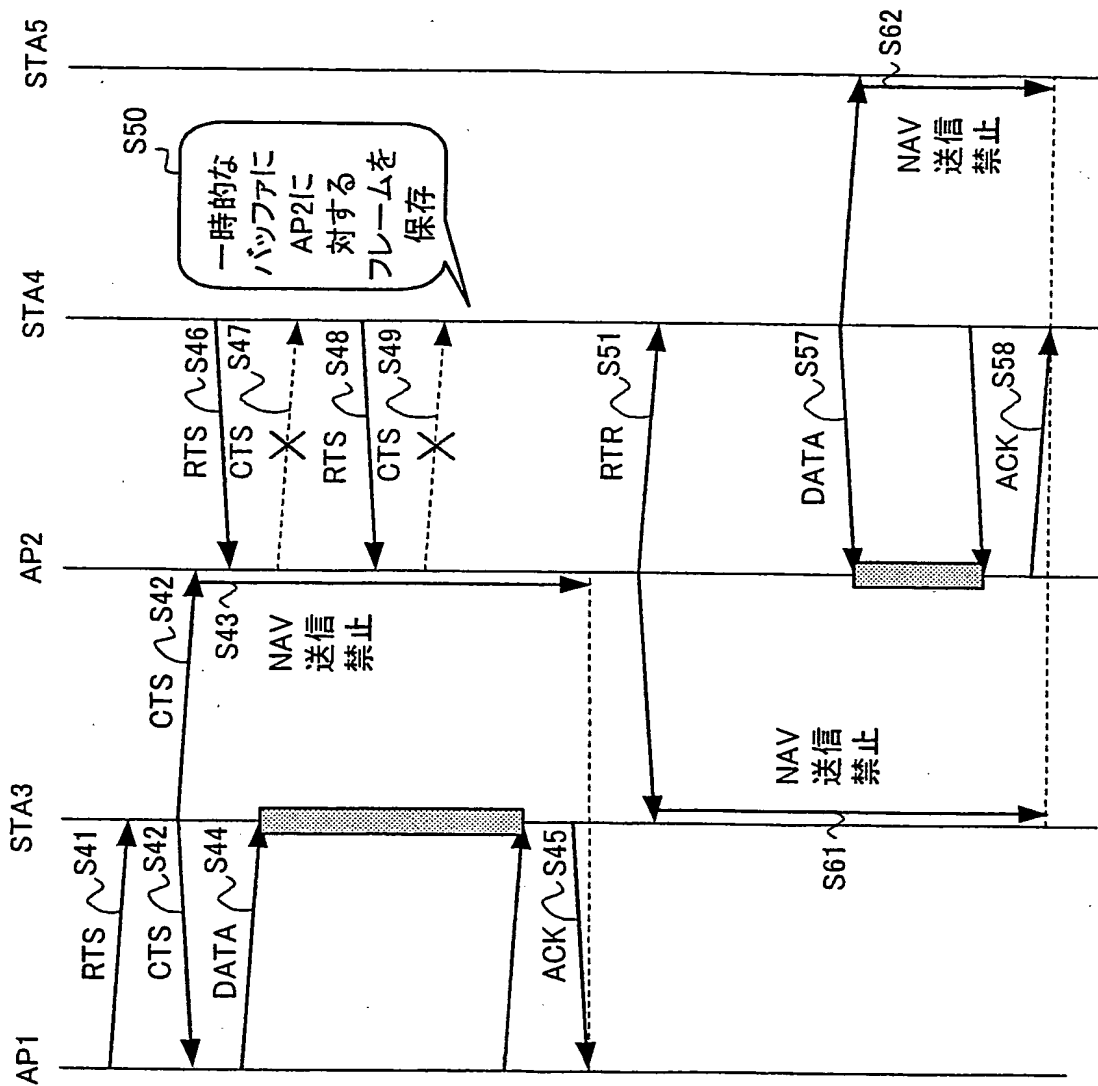 AP1
STA3
AP2
STA4
STA5
RTS S41
CTS S42
CTS S42
DATA S44
S43
NAV
送信
禁止
ACK S45
RTS S46
CTS S47
RTS S48
CTS S49
S50
一時的な
バッファに
AP2に
対する
フレームを
保存
RTR S51
NAV
送信
禁止
S61
DATA S57
ACK S58
NAV
送信
禁止
S62